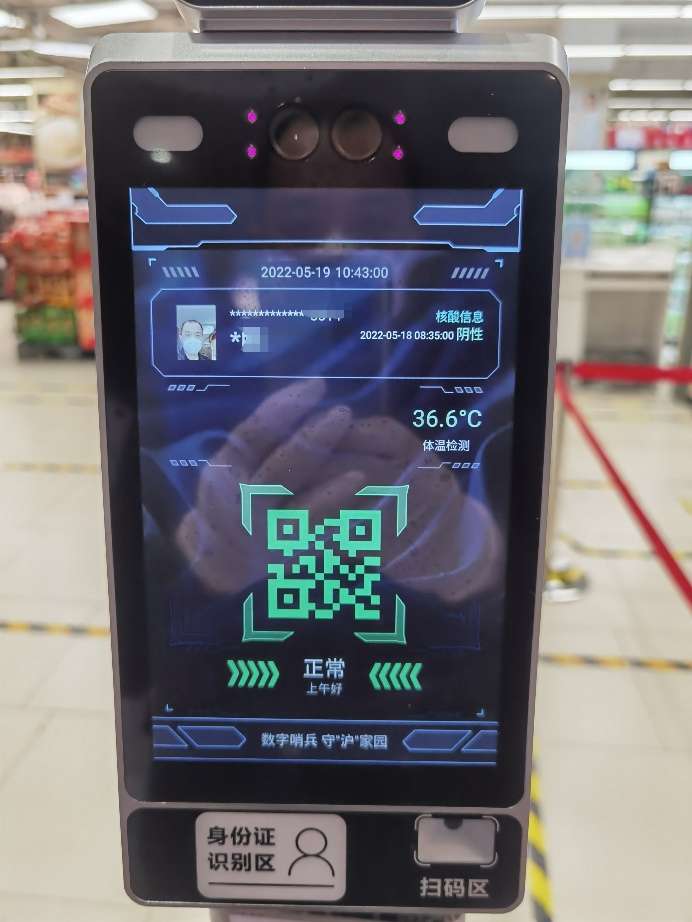 2022-05-19 10:43:00
核酸信息
2022-05-18 08:35:00 阴性
36.6°C
体温检测
正常
上午好
数字哨兵 守"沪"家园
身份证
识别区
扫码区